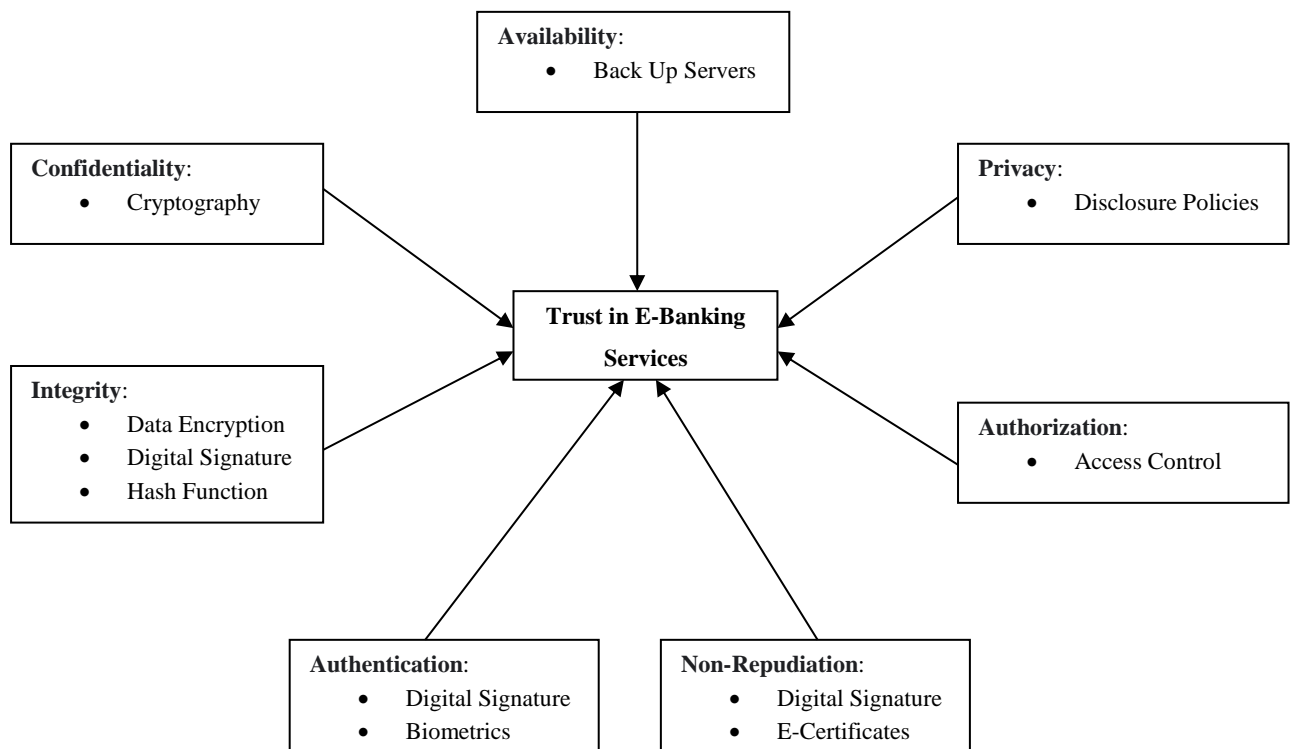 Availability:
• Back Up Servers
Confidentiality:
• Cryptography
Privacy:
• Disclosure Policies
Trust in E-Banking
Services
Integrity:
• Data Encryption
• Digital Signature
• Hash Function
Authorization:
• Access Control
Authentication:
• Digital Signature
• Biometrics
Non-Repudiation:
• Digital Signature
• E-Certificates